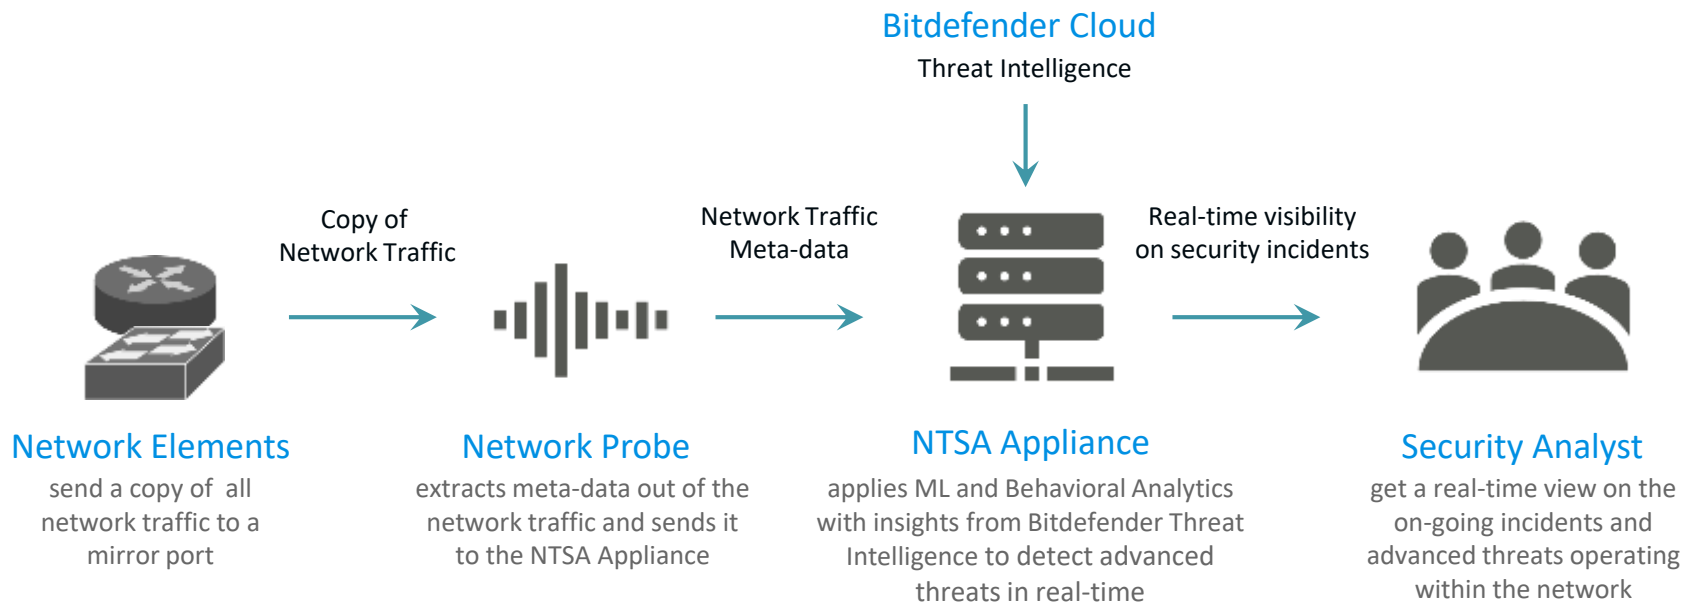 Bitdefender Cloud
Threat Intelligence
Copy of
Network Traffic
Network Traffic
Meta-data
Real-time visibility
on security incidents
Network Elements
send a copy of all
network traffic to a
mirror port
Network Probe
extracts meta-data out of the
network traffic and sends it
to the NTSA Appliance
NTSA Appliance
applies ML and Behavioral Analytics
with insights from Bitdefender Threat
Intelligence to detect advanced
threats in real-time
Security Analyst
get a real-time view on the
on-going incidents and
advanced threats operating
within the network